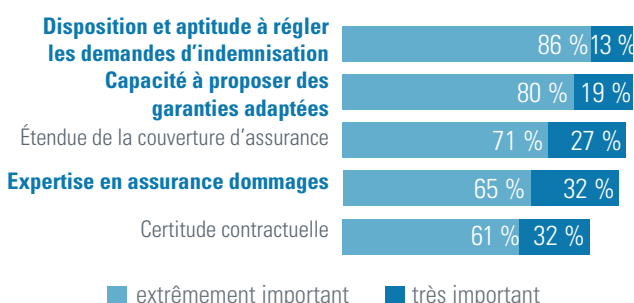 Disposition et aptitude à régler
les demandes d'indemnisation
86 % 13 %
Capacité à proposer des
garanties adaptées
80 % 19 %
Étendue de la couverture d'assurance
71 % 27 %
Expertise en assurance dommages
65 % 32 %
Certitude contractuelle
61 % 32 %
extrêmement important très important